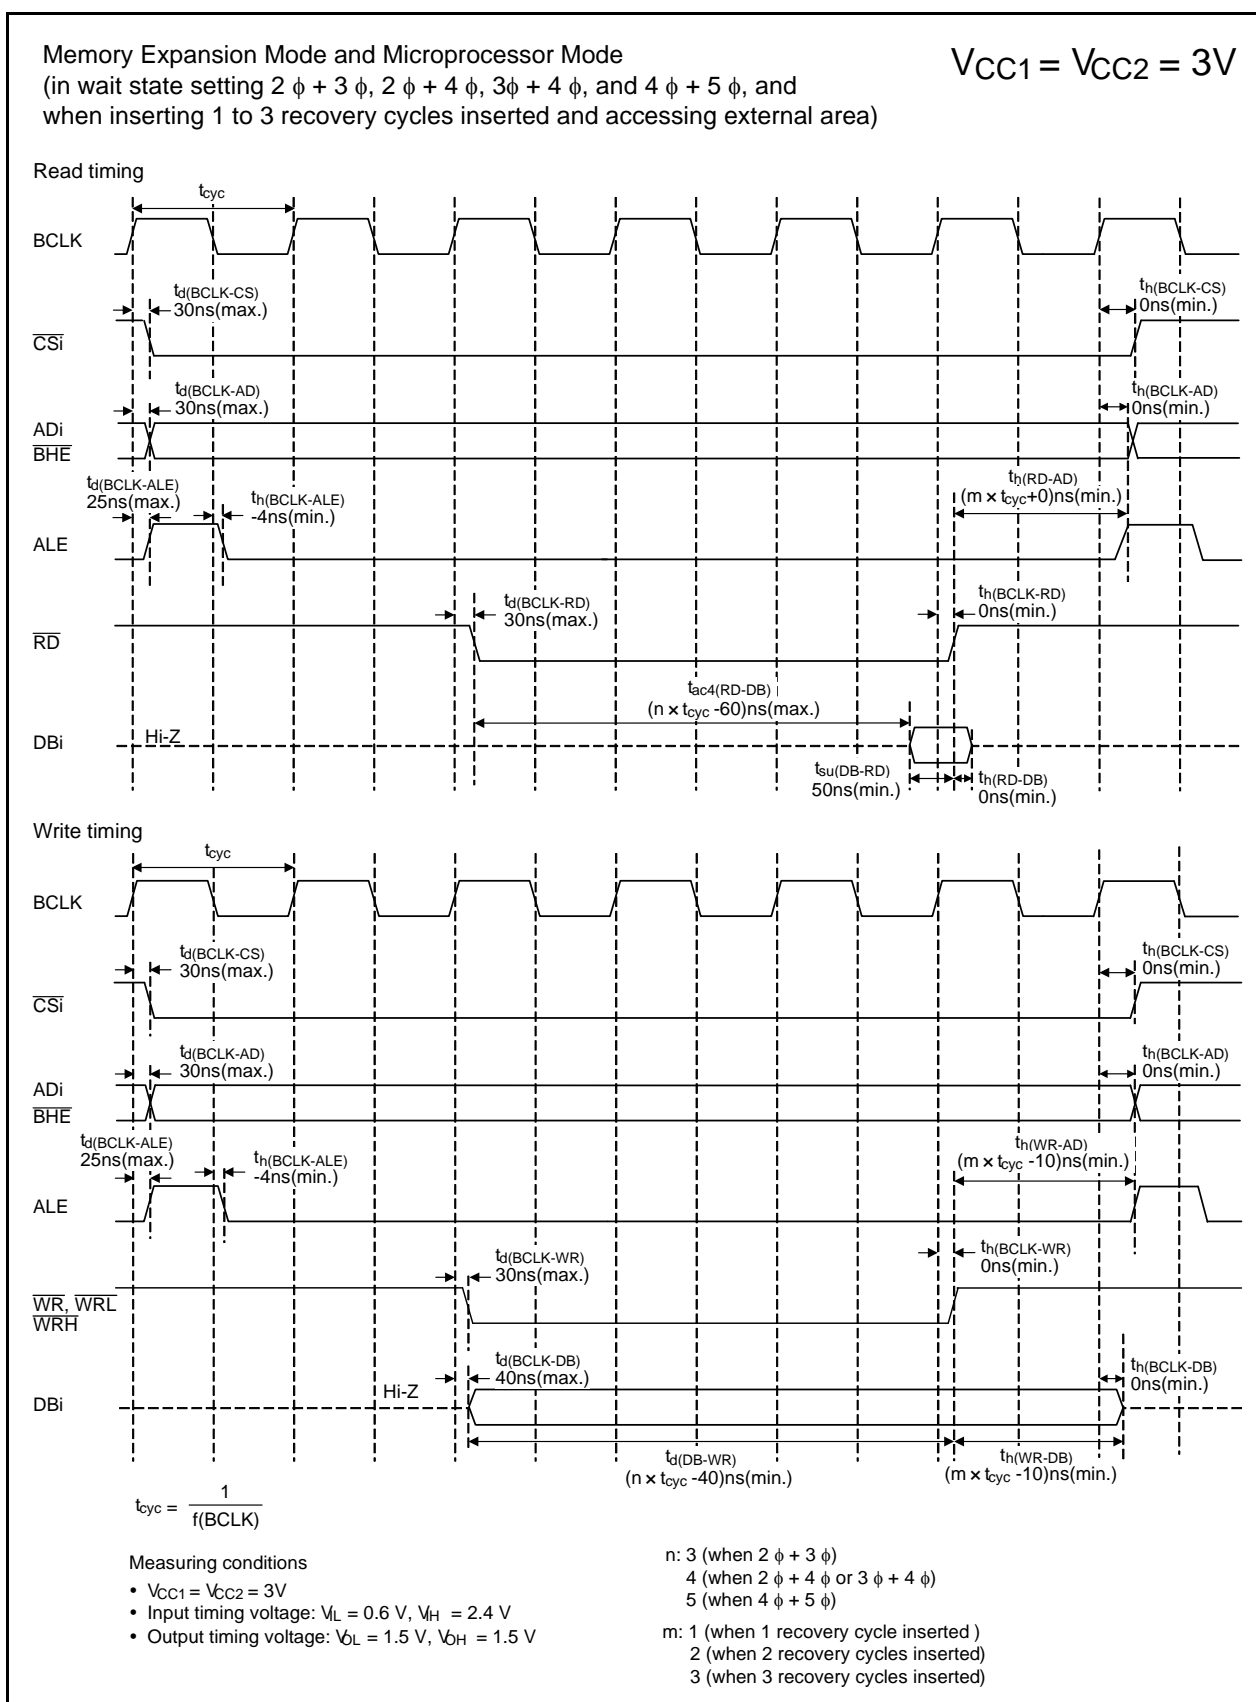 Memory Expansion Mode and Microprocessor Mode
(in wait state setting 2 ϕ + 3 ϕ, 2 ϕ + 4 ϕ, 3ϕ + 4 ϕ, and 4 ϕ + 5 ϕ, and
when inserting 1 to 3 recovery cycles inserted and accessing external area)
VCC1 = VCC2 = 3V
Read timing
tcyc
BCLK
td(BCLK-CS)
30ns(max.)
th(BCLK-CS)
0ns(min.)
CSi
td(BCLK-AD)
30ns(max.)
th(BCLK-AD)
0ns(min.)
ADi
BHE
td(BCLK-ALE)
25ns(max.)
th(BCLK-ALE)
-4ns(min.)
th(RD-AD)
(m × tcyc+0)ns(min.)
ALE
td(BCLK-RD)
30ns(max.)
th(BCLK-RD)
0ns(min.)
RD
tac4(RD-DB)
(n × tcyc -60)ns(max.)
DBi
Hi-Z
tsu(DB-RD)
50ns(min.)
th(RD-DB)
0ns(min.)
Write timing
tcyc
BCLK
td(BCLK-CS)
30ns(max.)
th(BCLK-CS)
0ns(min.)
CSi
td(BCLK-AD)
30ns(max.)
th(BCLK-AD)
0ns(min.)
ADi
BHE
td(BCLK-ALE)
25ns(max.)
th(BCLK-ALE)
-4ns(min.)
th(WR-AD)
(m × tcyc -10)ns(min.)
ALE
td(BCLK-WR)
30ns(max.)
th(BCLK-WR)
0ns(min.)
WR, WRL
WRH
td(BCLK-DB)
40ns(max.)
th(BCLK-DB)
0ns(min.)
Hi-Z
DBi
td(DB-WR)
(n × tcyc -40)ns(min.)
th(WR-DB)
(m × tcyc -10)ns(min.)
tcyc = 1
f(BCLK)
Measuring conditions
• VCC1 = VCC2 = 3V
• Input timing voltage: VIL = 0.6 V, VIH = 2.4 V
• Output timing voltage: VOL = 1.5 V, VOH = 1.5 V
n: 3 (when 2 ϕ + 3 ϕ)
4 (when 2 ϕ + 4 ϕ or 3 ϕ + 4 ϕ)
5 (when 4 ϕ + 5 ϕ)
m: 1 (when 1 recovery cycle inserted )
2 (when 2 recovery cycles inserted)
3 (when 3 recovery cycles inserted)